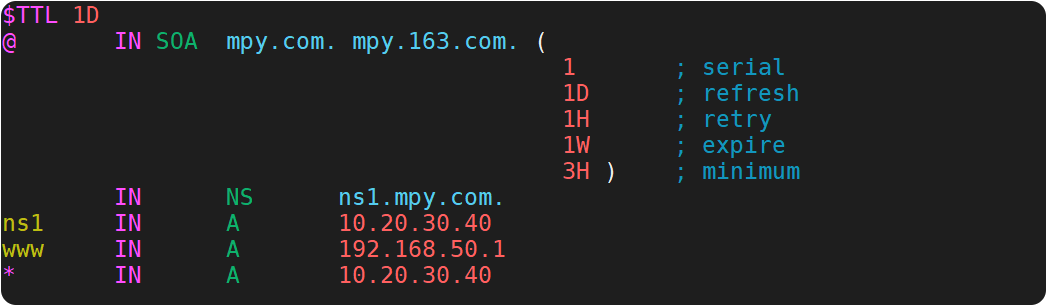 $TTL 1D
@       IN SOA  mpy.com. mpy.163.com. (
                                        1       ; serial
                                        1D      ; refresh
                                        1H      ; retry
                                        1W      ; expire
                                        3H )    ; minimum
        IN      NS      ns1.mpy.com.
ns1     IN      A       10.20.30.40
www     IN      A       192.168.50.1
*       IN      A       10.20.30.40